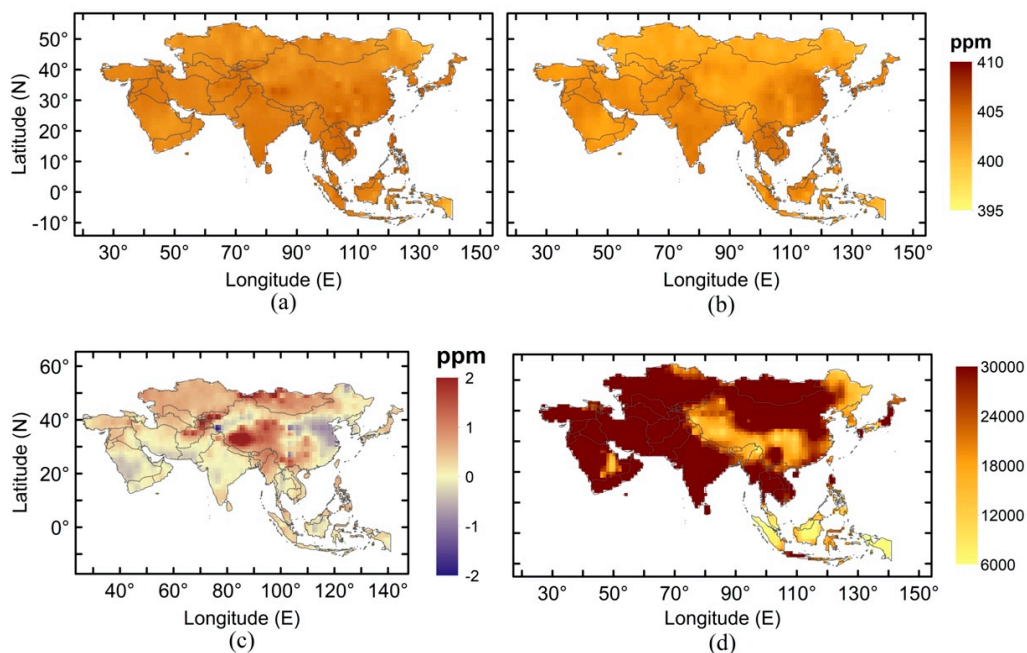 50°
40°
30°
20°
10°
0°
-10°
Latitude (N)
30° 50° 70° 90° 110° 130° 150°
Longitude (E)
(a)
30° 50° 70° 90° 110° 130° 150°
Longitude (E)
(b)
ppm
410
405
400
395
60°
40°
20°
0°
Latitude (N)
40° 60° 80° 100° 120° 140°
Longitude (E)
(c)
ppm
2
1
0
-1
-2
Latitude (N)
30° 50° 70° 90° 110° 130° 150°
Longitude (E)
(d)
30000
24000
18000
12000
6000